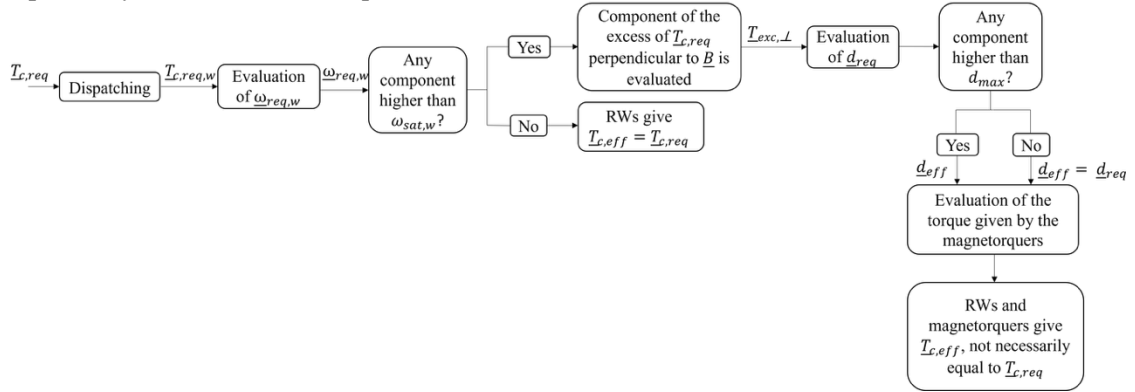 T_c,req
Dispatching
T_c,req,w
Evaluation
of ω_req,w
ω_req,w
Any
component
higher than
ω_sat,w?
Yes
Component of the
excess of T_c,req
perpendicular to B is
evaluated
T_exc,⊥
Evaluation
of d_req
Any
component
higher than
d_max?
No
RWs give
T_c,eff = T_c,req
Yes
No
d_eff
d_eff = d_req
Evaluation of the
torque given by the
magnetorquers
RWs and
magnetorquers give
T_c,eff, not necessarily
equal to T_c,req